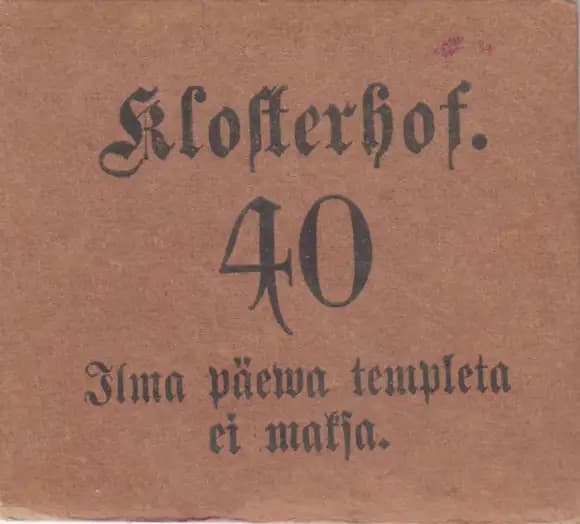 Klosterhof.
40
Ilma päewa templeta
ei maksa.